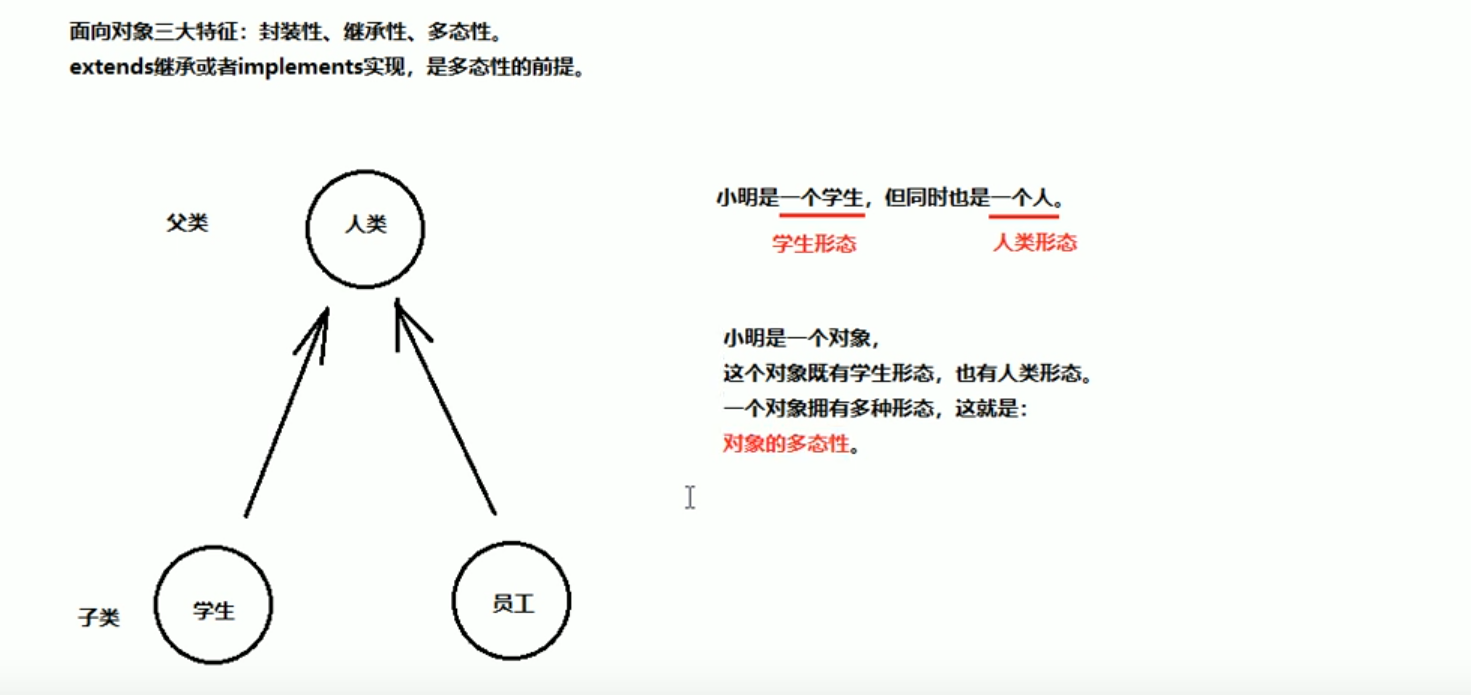 面向对象三大特征：封装性、继承性、多态性。
extends继承或者implements实现，是多态性的前提。
父类
人类
小明是一个学生，但同时也是一个人。
学生形态
人类形态
小明是一个对象，
这个对象既有学生形态，也有人类形态。
一个对象拥有多种形态，这就是：
对象的多态性。
子类
学生
员工